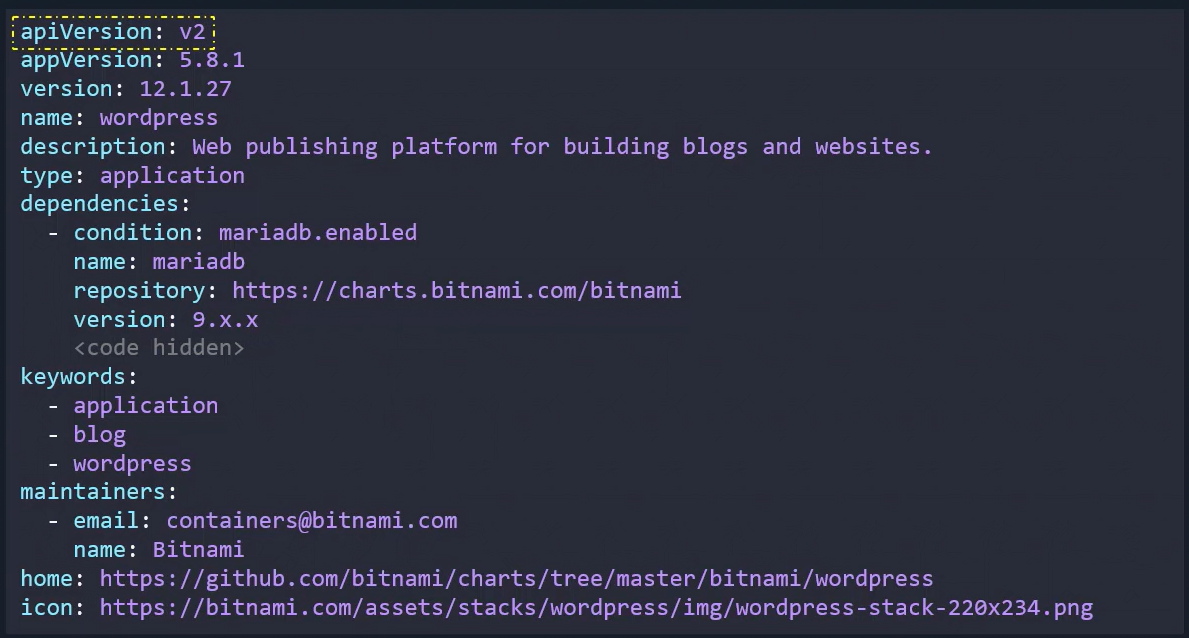 apiVersion: v2
appVersion: 5.8.1
version: 12.1.27
name: wordpress
description: Web publishing platform for building blogs and websites.
type: application
dependencies:
  - condition: mariadb.enabled
    name: mariadb
    repository: https://charts.bitnami.com/bitnami
    version: 9.x.x
    <code hidden>
keywords:
  - application
  - blog
  - wordpress
maintainers:
  - email: containers@bitnami.com
    name: Bitnami
home: https://github.com/bitnami/charts/tree/master/bitnami/wordpress
icon: https://bitnami.com/assets/stacks/wordpress/img/wordpress-stack-220x234.png